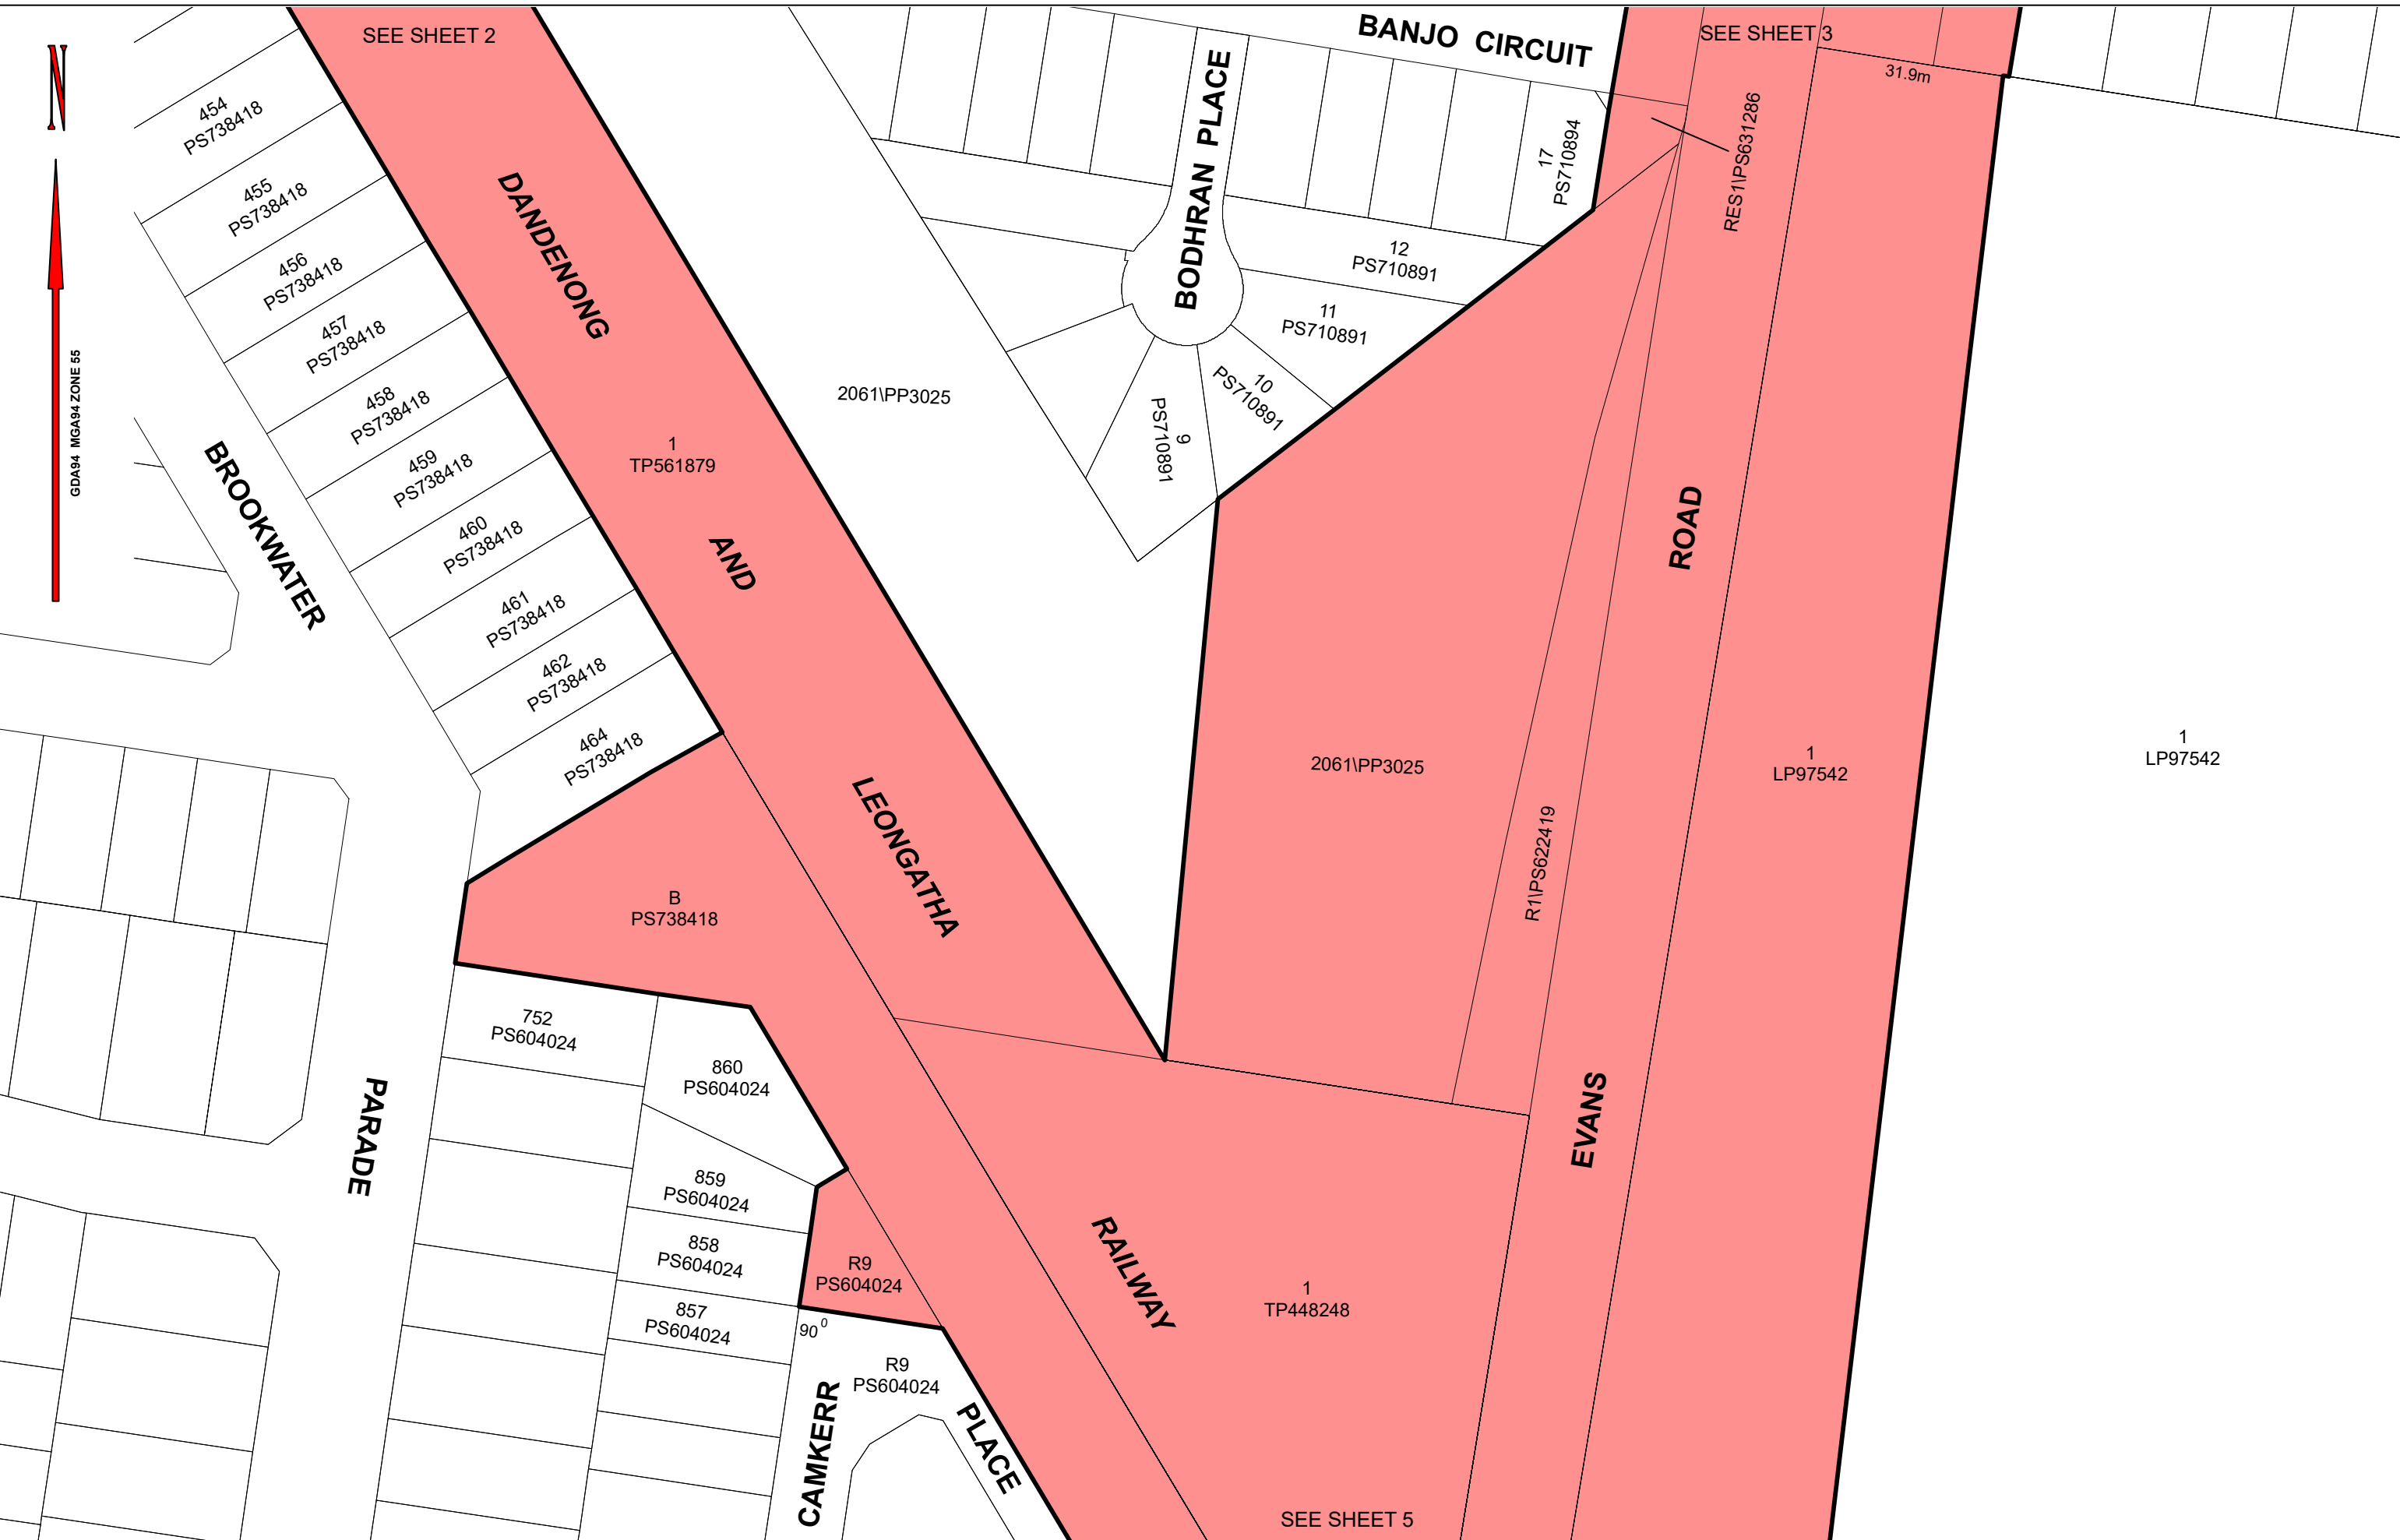 SEE SHEET 2
BANJO CIRCUIT
SEE SHEET 3
31.9m
N
GDA94 MGA94 ZONE 55
454
PS738418
455
PS738418
456
PS738418
457
PS738418
458
PS738418
459
PS738418
460
PS738418
461
PS738418
462
PS738418
464
PS738418
BROOKWATER
PARADE
DANDENONG
AND
LEONGATHA
RAILWAY
1
TP561879
2061\PP3025
BODHRAN PLACE
17
PS710894
12
PS710891
11
PS710891
10
PS710891
9
PS710891
RES1\PS631286
ROAD
EVANS
2061\PP3025
R1\PS622419
1
LP97542
1
LP97542
B
PS738418
752
PS604024
860
PS604024
859
PS604024
858
PS604024
857
PS604024
R9
PS604024
90⁰
R9
PS604024
CAMKERR
PLACE
1
TP448248
SEE SHEET 5